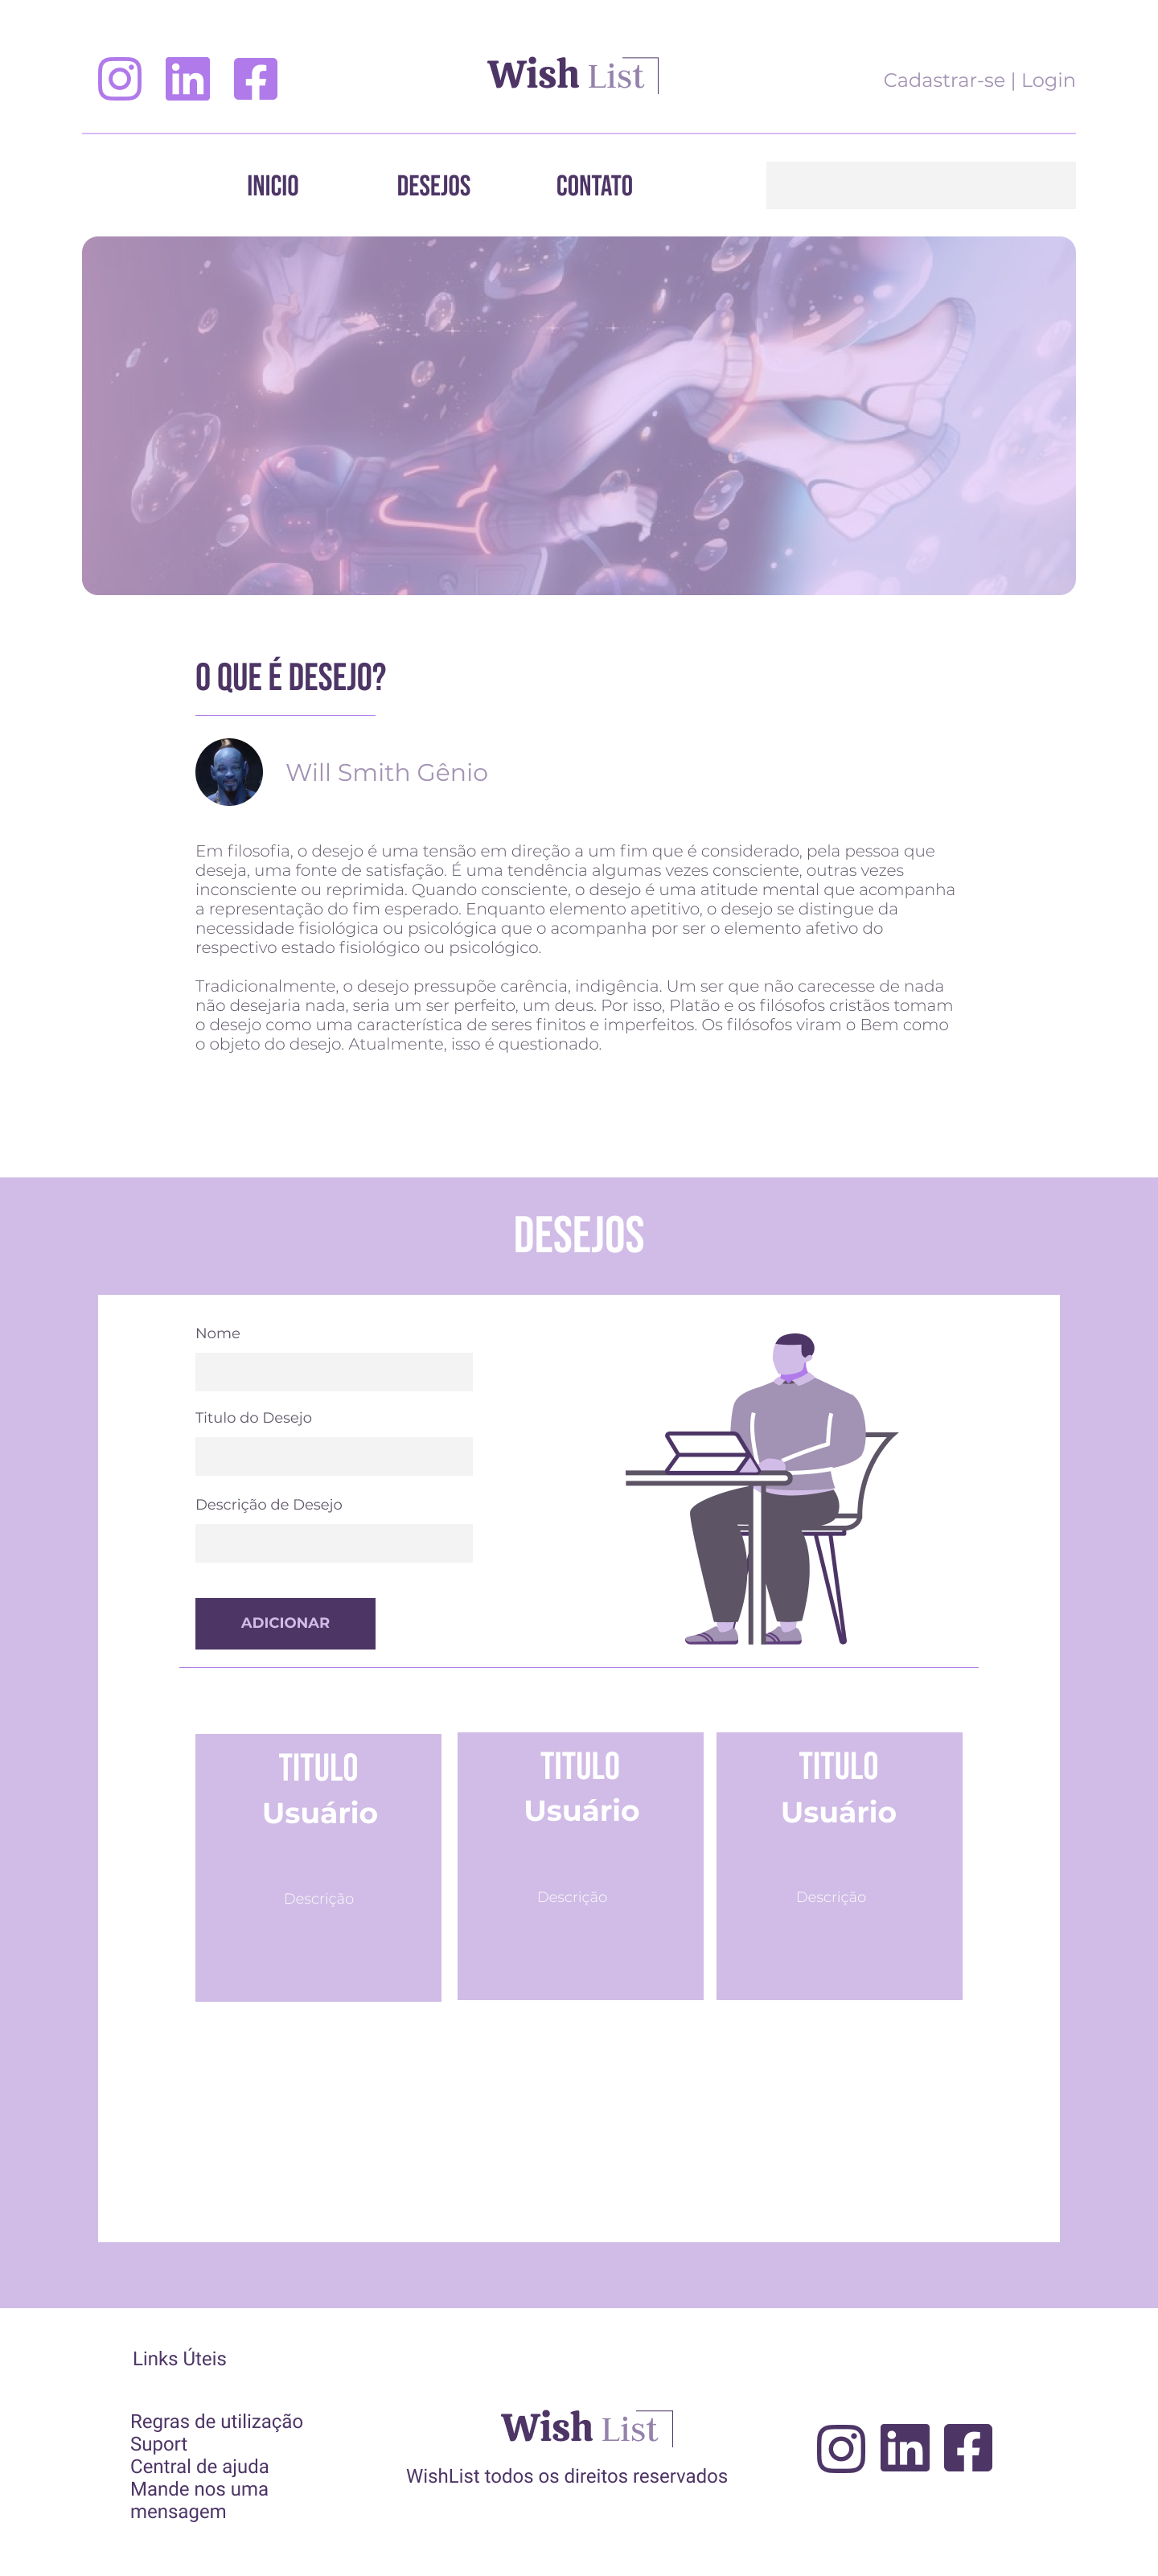 Wish List
Cadastrar-se | Login
INICIO
DESEJOS
CONTATO
O QUE É DESEJO?
Will Smith Gênio
Em filosofia, o desejo é uma tensão em direção a um fim que é considerado, pela pessoa que
deseja, uma fonte de satisfação. É uma tendência algumas vezes consciente, outras vezes
inconsciente ou reprimida. Quando consciente, o desejo é uma atitude mental que acompanha
a representação do fim esperado. Enquanto elemento apetitivo, o desejo se distingue da
necessidade fisiológica ou psicológica que o acompanha por ser o elemento afetivo do
respectivo estado fisiológico ou psicológico.
Tradicionalmente, o desejo pressupõe carência, indigência. Um ser que não carecesse de nada
não desejaria nada, seria um ser perfeito, um deus. Por isso, Platão e os filósofos cristãos tomam
o desejo como uma característica de seres finitos e imperfeitos. Os filósofos viram o Bem como
o objeto do desejo. Atualmente, isso é questionado.
DESEJOS
Nome
Titulo do Desejo
Descrição de Desejo
ADICIONAR
TITULO
Usuário
Descrição
TITULO
Usuário
Descrição
TITULO
Usuário
Descrição
Links Úteis
Regras de utilização
Suport
Central de ajuda
Mande nos uma
mensagem
Wish List
WishList todos os direitos reservados